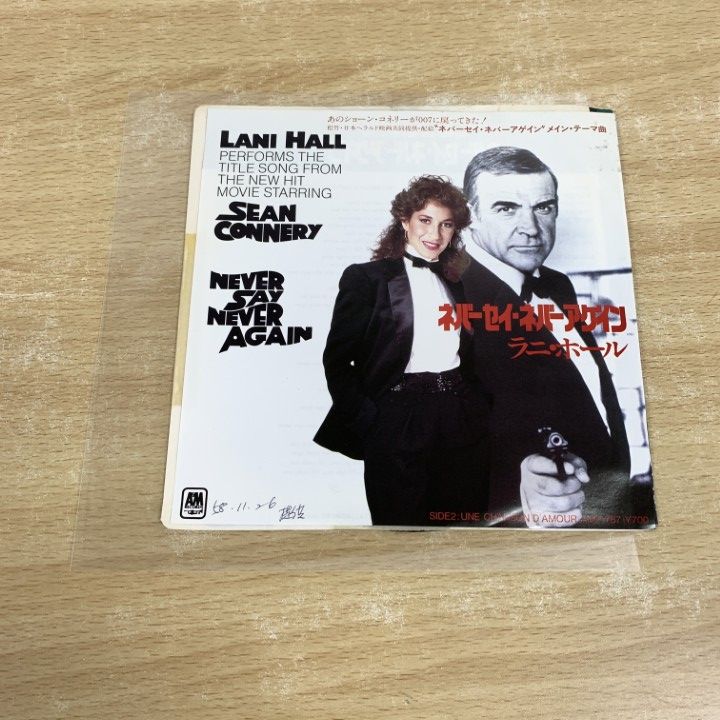 あのショーン・コネリーが007に戻ってきた！
"ネバーセイ・ネバーアゲイン" メイン・テーマ曲
LANI HALL
PERFORMS THE
TITLE SONG FROM
THE NEW HIT
MOVIE STARRING
SEAN
CONNERY
NEVER
SAY
NEVER
AGAIN
ネバーセイ・ネバーアゲイン
ラニ・ホール
A&M
58.11.26
SIDE2: UNE D'AMOUR ¥700